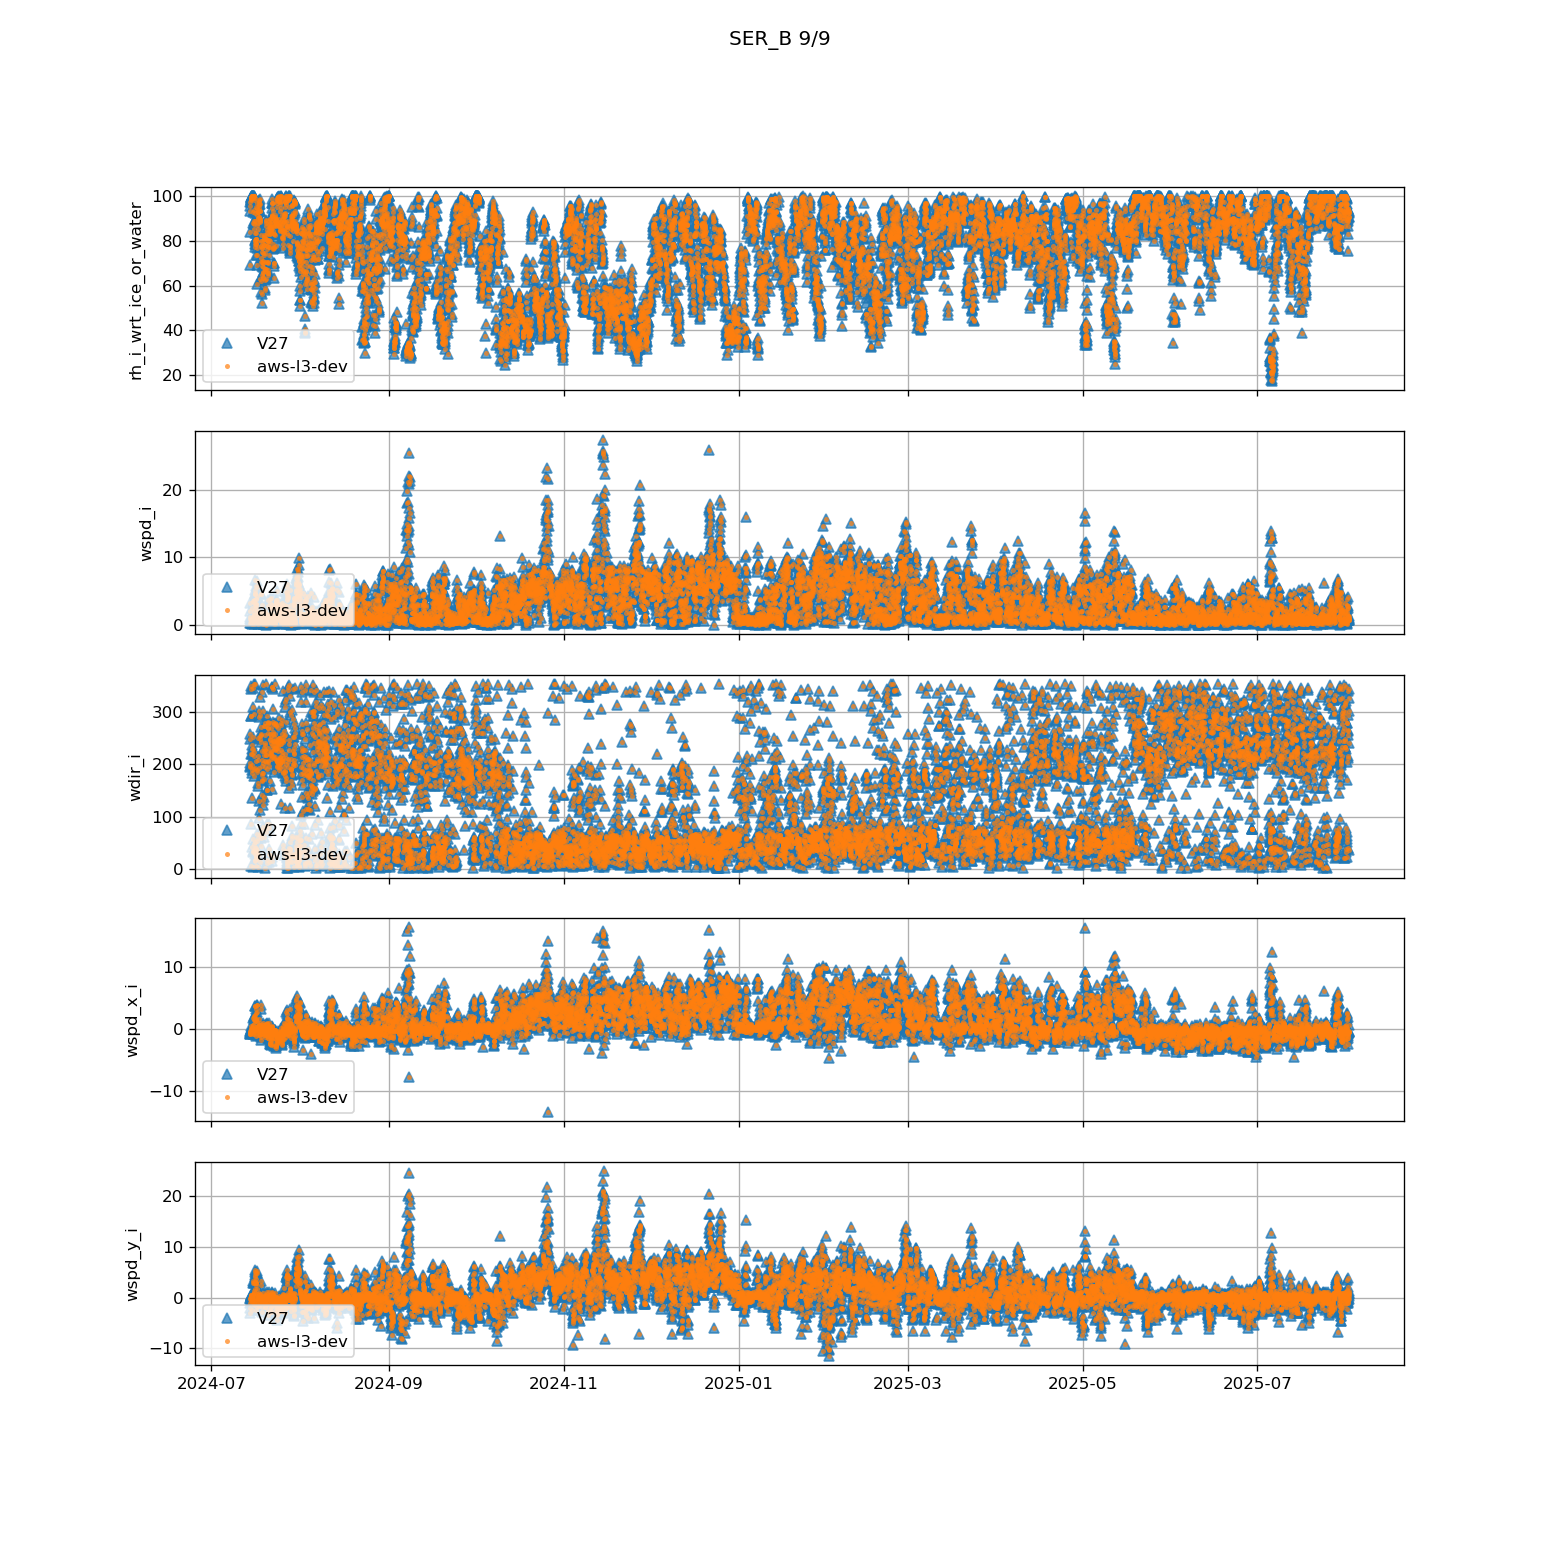 SER_B 9/9
rh_i_wrt_ice_or_water
100
80
60
40
20
V27
aws-l3-dev
wspd_i
20
10
0
V27
aws-l3-dev
wdir_i
300
200
100
0
V27
aws-l3-dev
wspd_x_i
10
0
−10
V27
aws-l3-dev
wspd_y_i
20
10
0
−10
V27
aws-l3-dev
2024-07 2024-09 2024-11 2025-01 2025-03 2025-05 2025-07